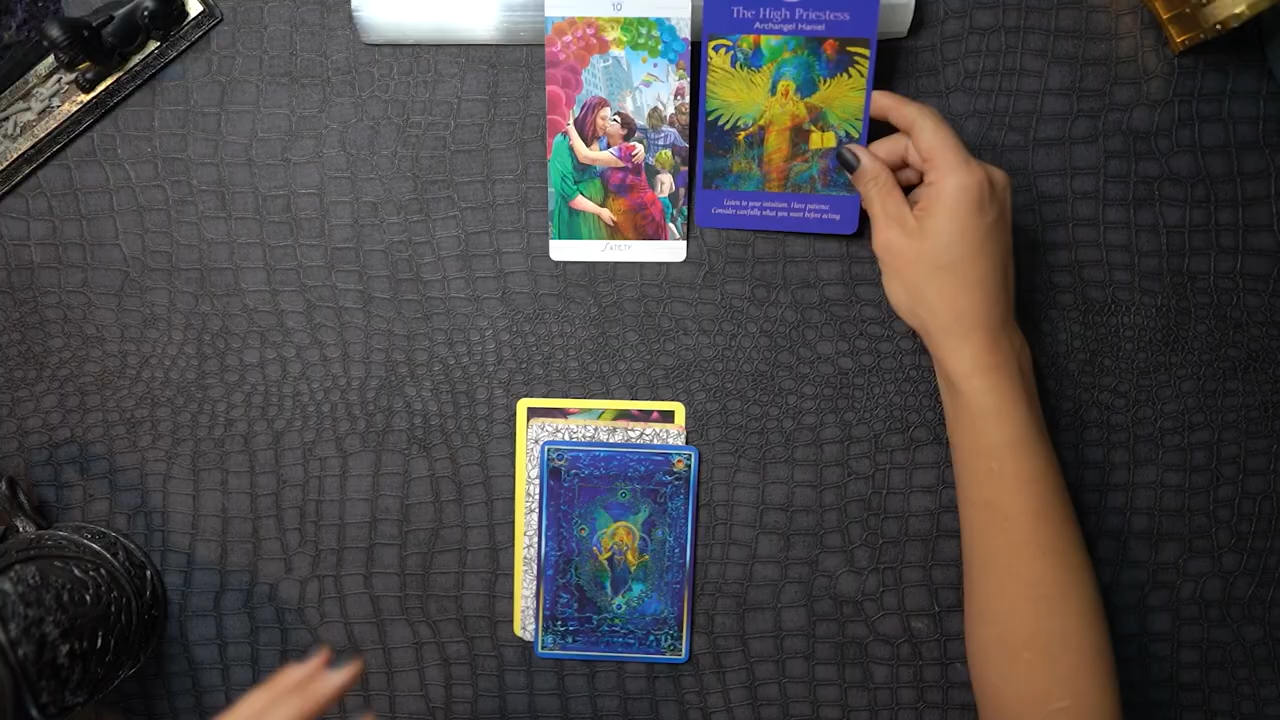 10
Satety
The High Priestess
Archangel Haniel
Listen to your intuition. Have patience.
Consider carefully what you want before acting.